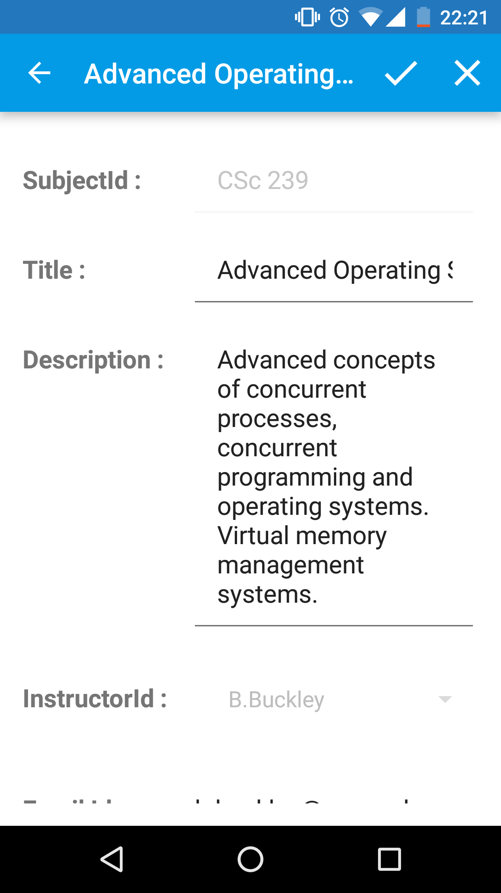 22:21
Advanced Operating...
SubjectId : CSc 239
Title : Advanced Operating
Description : Advanced concepts
of concurrent
processes,
concurrent
programming and
operating systems.
Virtual memory
management
systems.
InstructorId : B.Buckley